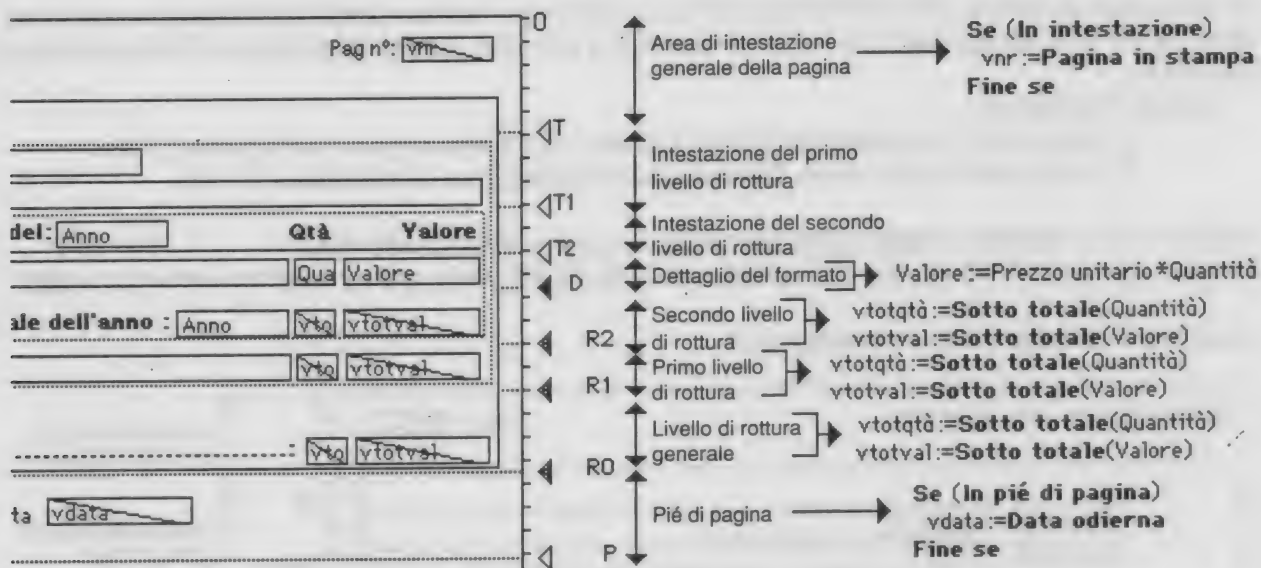 0
Pag nº: vnr
Area di intestazione
generale della pagina
Se (In intestazione)
vnr:=Pagina in stampa
Fine se
T
Intestazione del primo
livello di rottura
T1
del: Anno Qtà Valore
Intestazione del secondo
livello di rottura
T2
Qua Valore
D
Dettaglio del formato
Valore:=Prezzo unitario*Quantità
ale dell'anno : Anno vto vtotval
R2
Secondo livello
di rottura
vtotqtà:=Sotto totale(Quantità)
vtotval:=Sotto totale(Valore)
vto vtotval
R1
Primo livello
di rottura
vtotqtà:=Sotto totale(Quantità)
vtotval:=Sotto totale(Valore)
: vto vtotval
R0
Livello di rottura
generale
vtotqtà:=Sotto totale(Quantità)
vtotval:=Sotto totale(Valore)
ta vdata
P
Pié di pagina
Se (In pié di pagina)
vdata:=Data odierna
Fine se